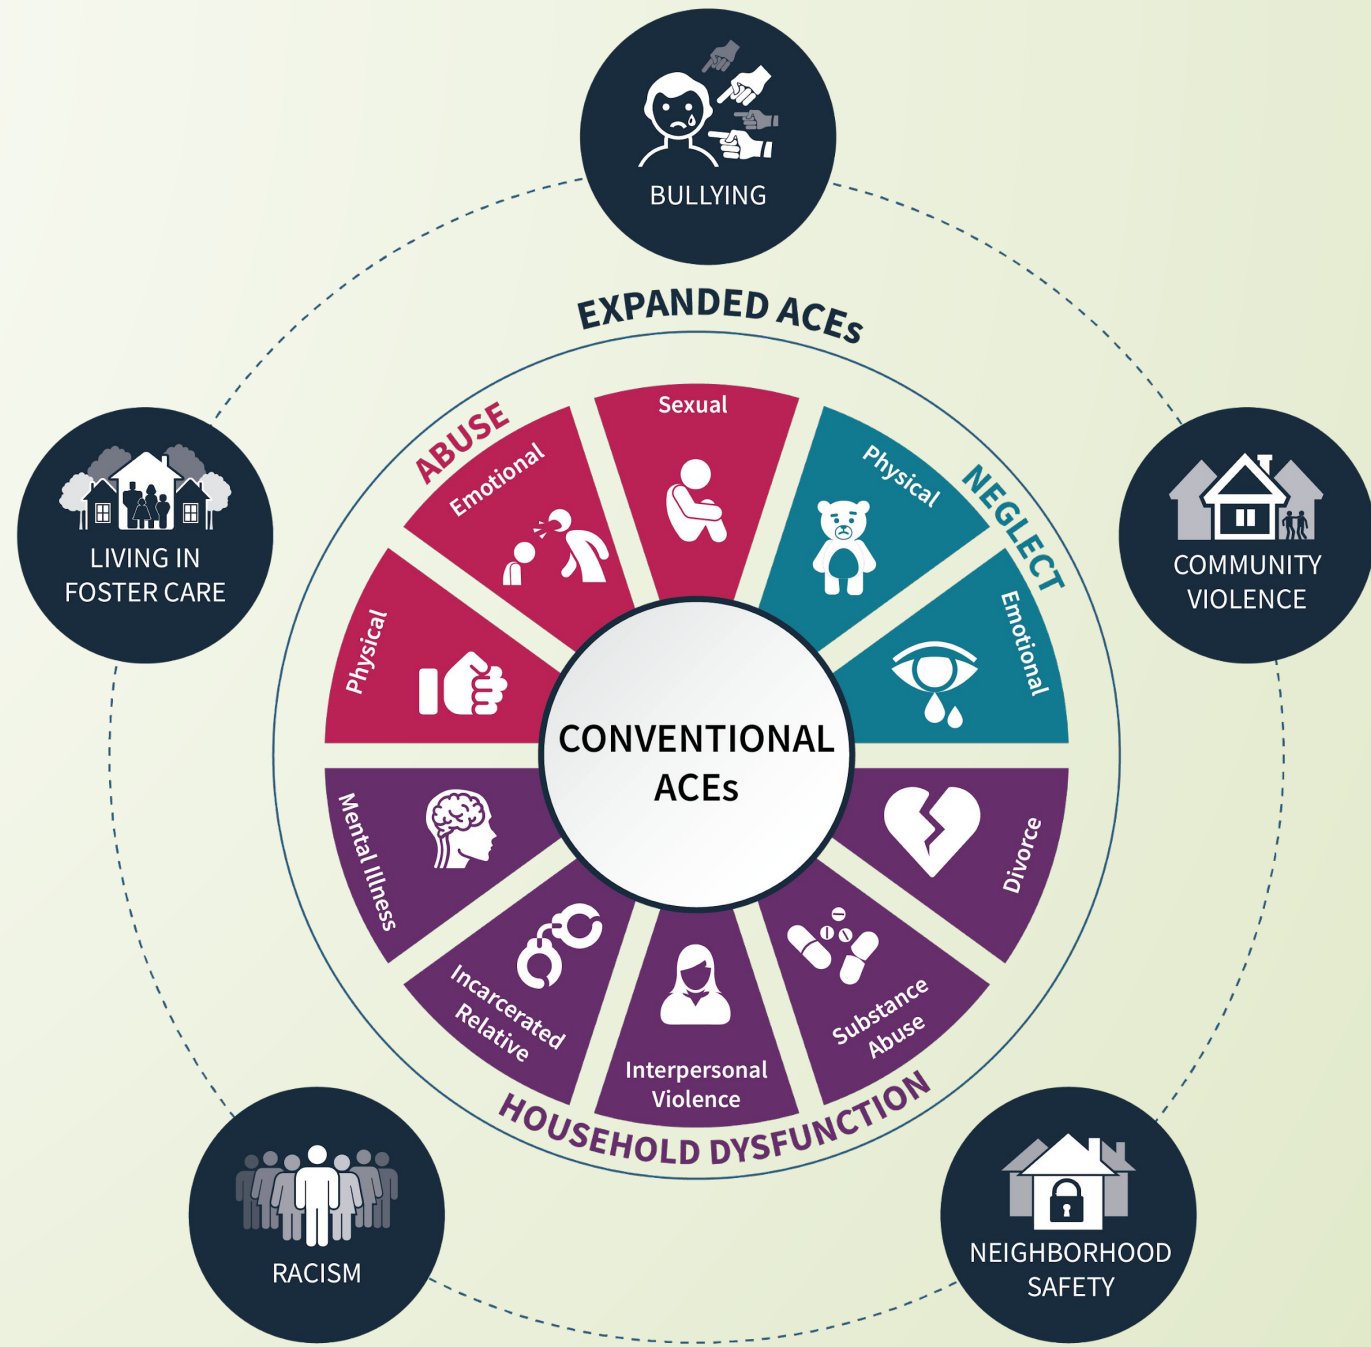 BULLYING
EXPANDED ACEs
LIVING IN
FOSTER CARE
COMMUNITY
VIOLENCE
ABUSE
Physical
Emotional
Sexual
NEGLECT
Physical
Emotional
CONVENTIONAL
ACEs
Mental Illness
Incarcerated
Relative
Interpersonal
Violence
Substance
Abuse
Divorce
HOUSEHOLD DYSFUNCTION
RACISM
NEIGHBORHOOD
SAFETY